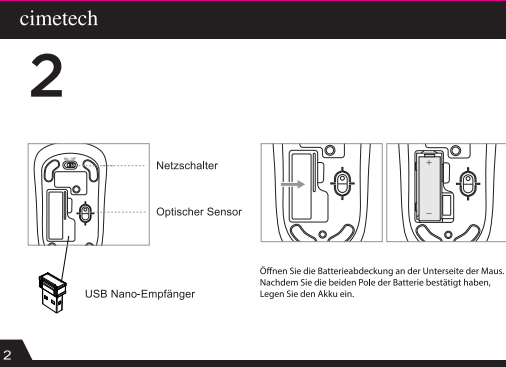 cimetech
2
Netzschalter
Optischer Sensor
USB Nano-Empfänger
Öffnen Sie die Batterieabdeckung an der Unterseite der Maus.
Nachdem Sie die beiden Pole der Batterie bestätigt haben,
Legen Sie den Akku ein.
2